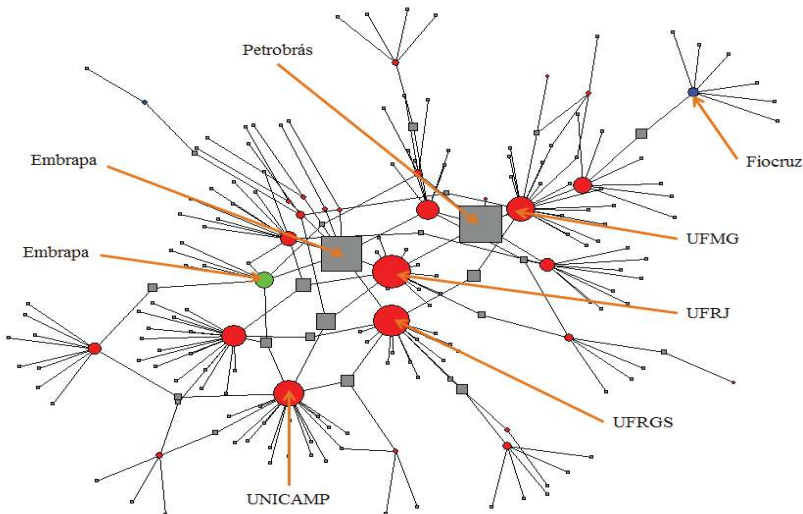 Petrobrás
Embrapa
Fiocruz
UFMG
Embrapa
UFRJ
UFRGS
UNICAMP